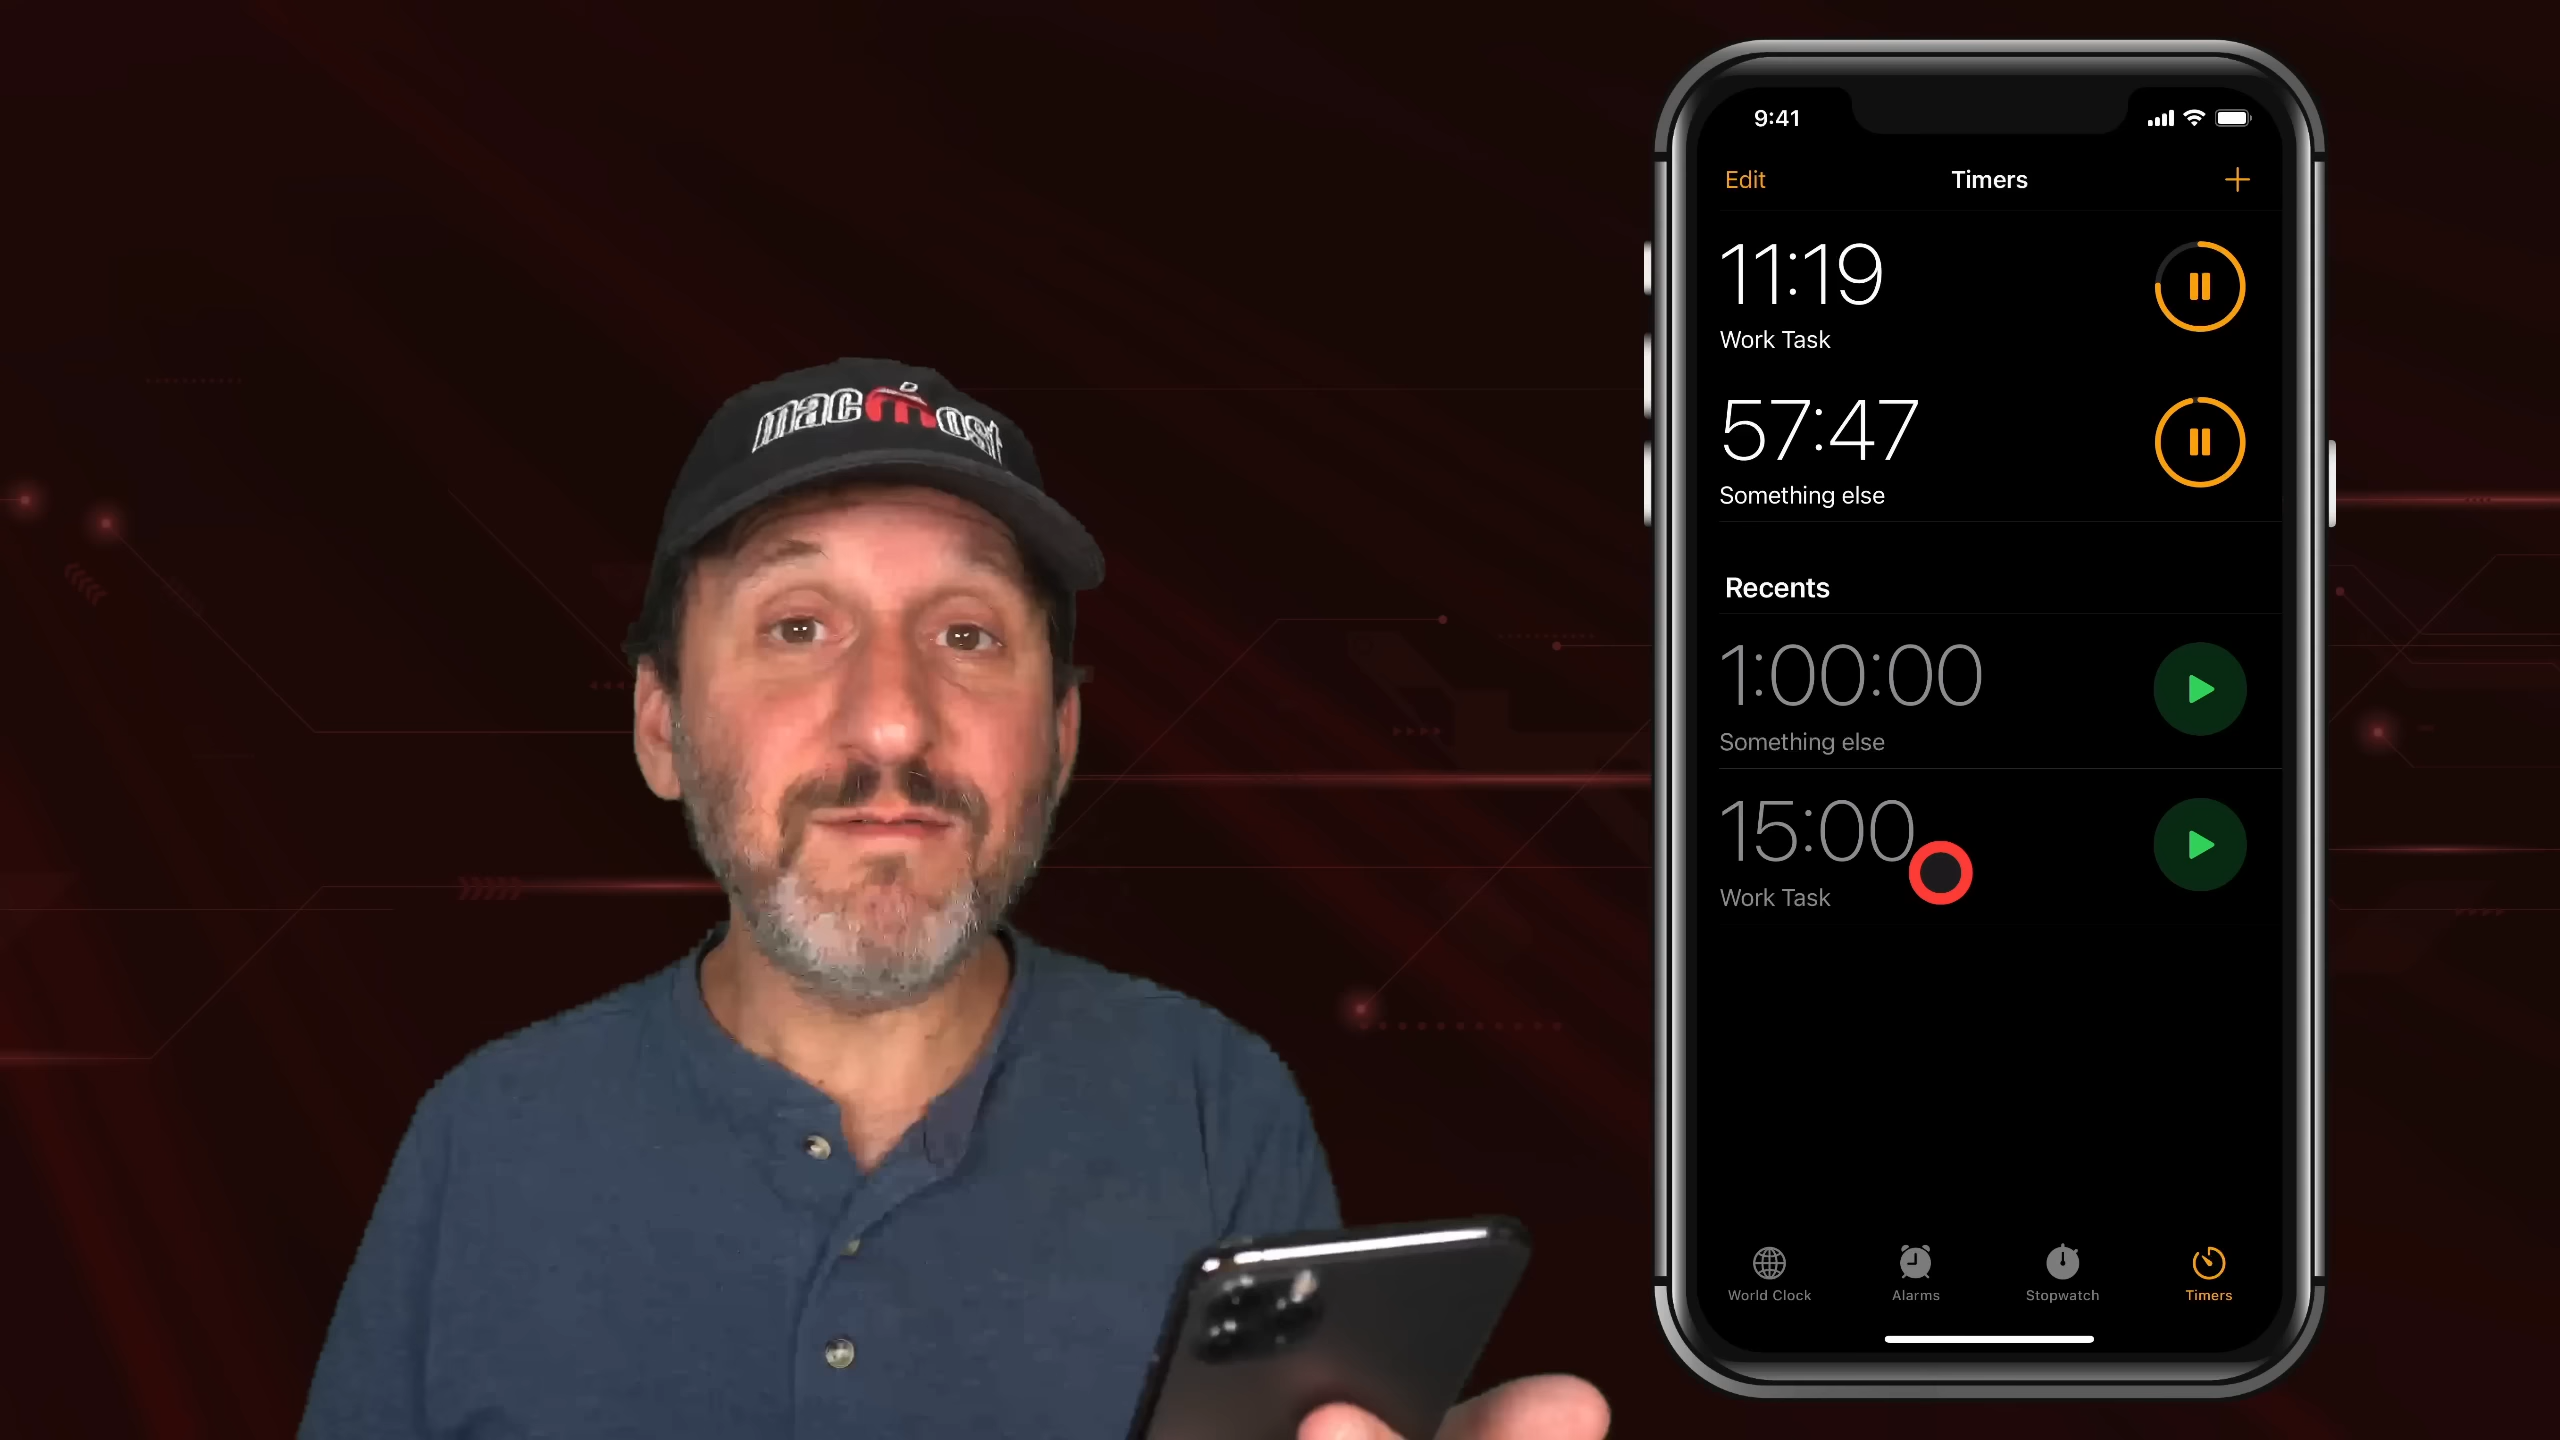 macmost
9:41
Edit
Timers
11:19
Work Task
57:47
Something else
Recents
1:00:00
Something else
15:00
Work Task
World Clock
Alarms
Stopwatch
Timers